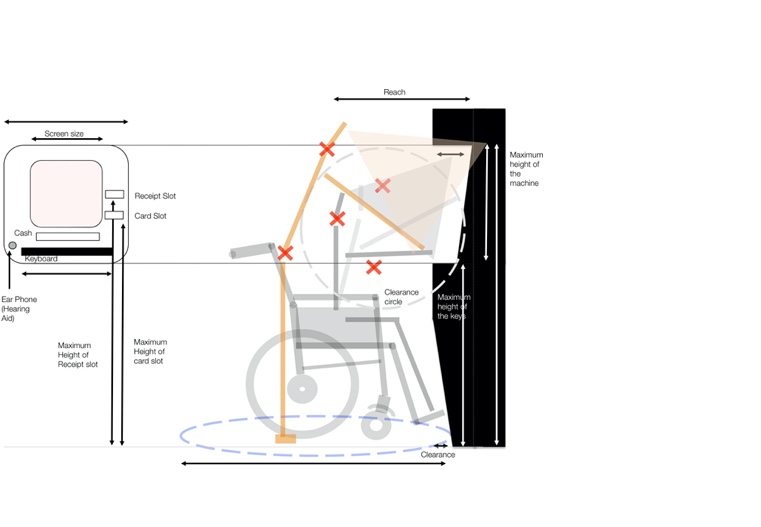 Reach
Screen size
Receipt Slot
Card Slot
Cash
Keyboard
Ear Phone
(Hearing
Aid)
Maximum
Height of
Receipt slot
Maximum
Height of
card slot
Clearance
circle
Maximum
height of
the keys
Maximum
height of
the
machine
Clearance